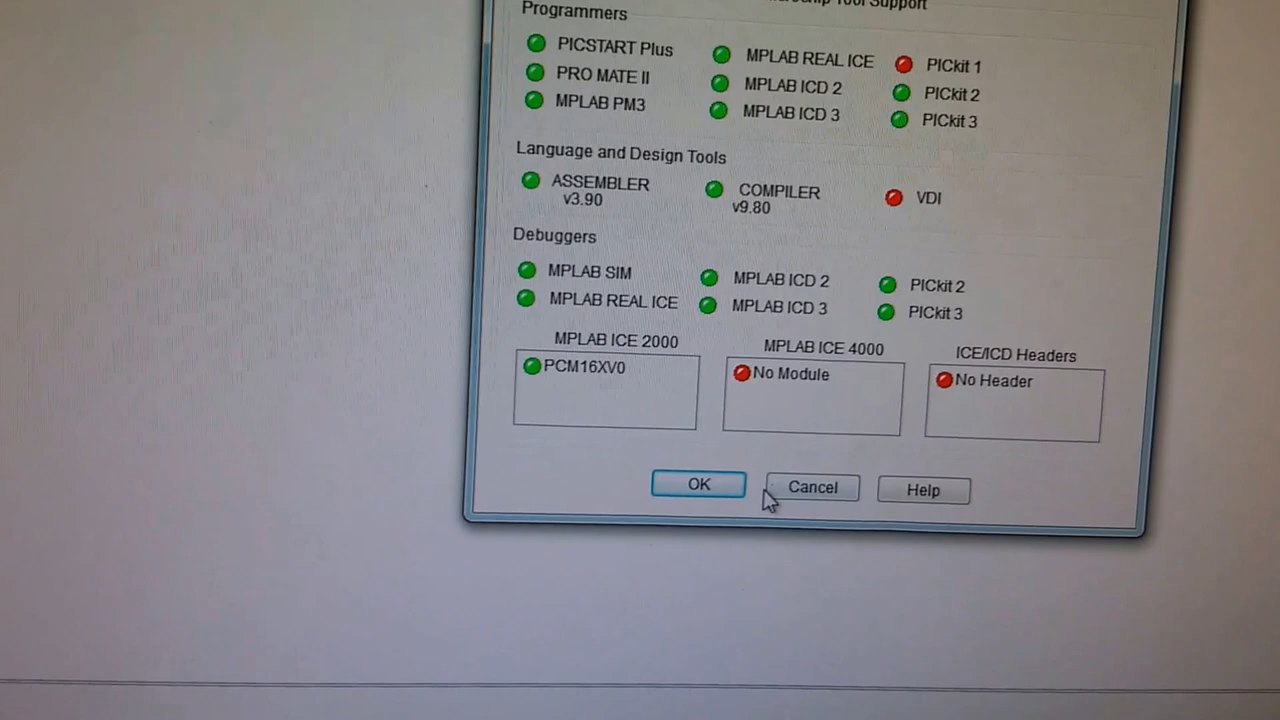 Tool Support
Programmers
PICSTART Plus MPLAB REAL ICE PICkit 1
PRO MATE II MPLAB ICD 2 PICkit 2
MPLAB PM3 MPLAB ICD 3 PICkit 3
Language and Design Tools
ASSEMBLER COMPILER VDI
v3.90 v9.80
Debuggers
MPLAB SIM MPLAB ICD 2 PICkit 2
MPLAB REAL ICE MPLAB ICD 3 PICkit 3
MPLAB ICE 2000 MPLAB ICE 4000 ICE/ICD Headers
PCM16XV0 No Module No Header
OK Cancel Help